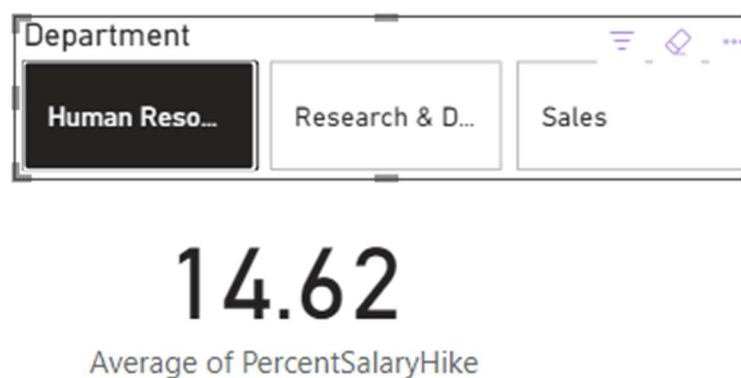 Department
Human Reso...
Research & D...
Sales
14.62
Average of PercentSalaryHike